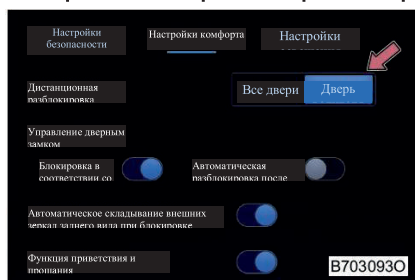 Настройки безопасности
Настройки комфорта
Настройки
Дистанционная разблокировка
Все двери
Дверь
Управление дверным замком
Блокировка в соответствии со
Автоматическая разблокировка после
Автоматическое складывание внешних зеркал заднего вида при блокировке
Функция приветствия и прощания
B703093O